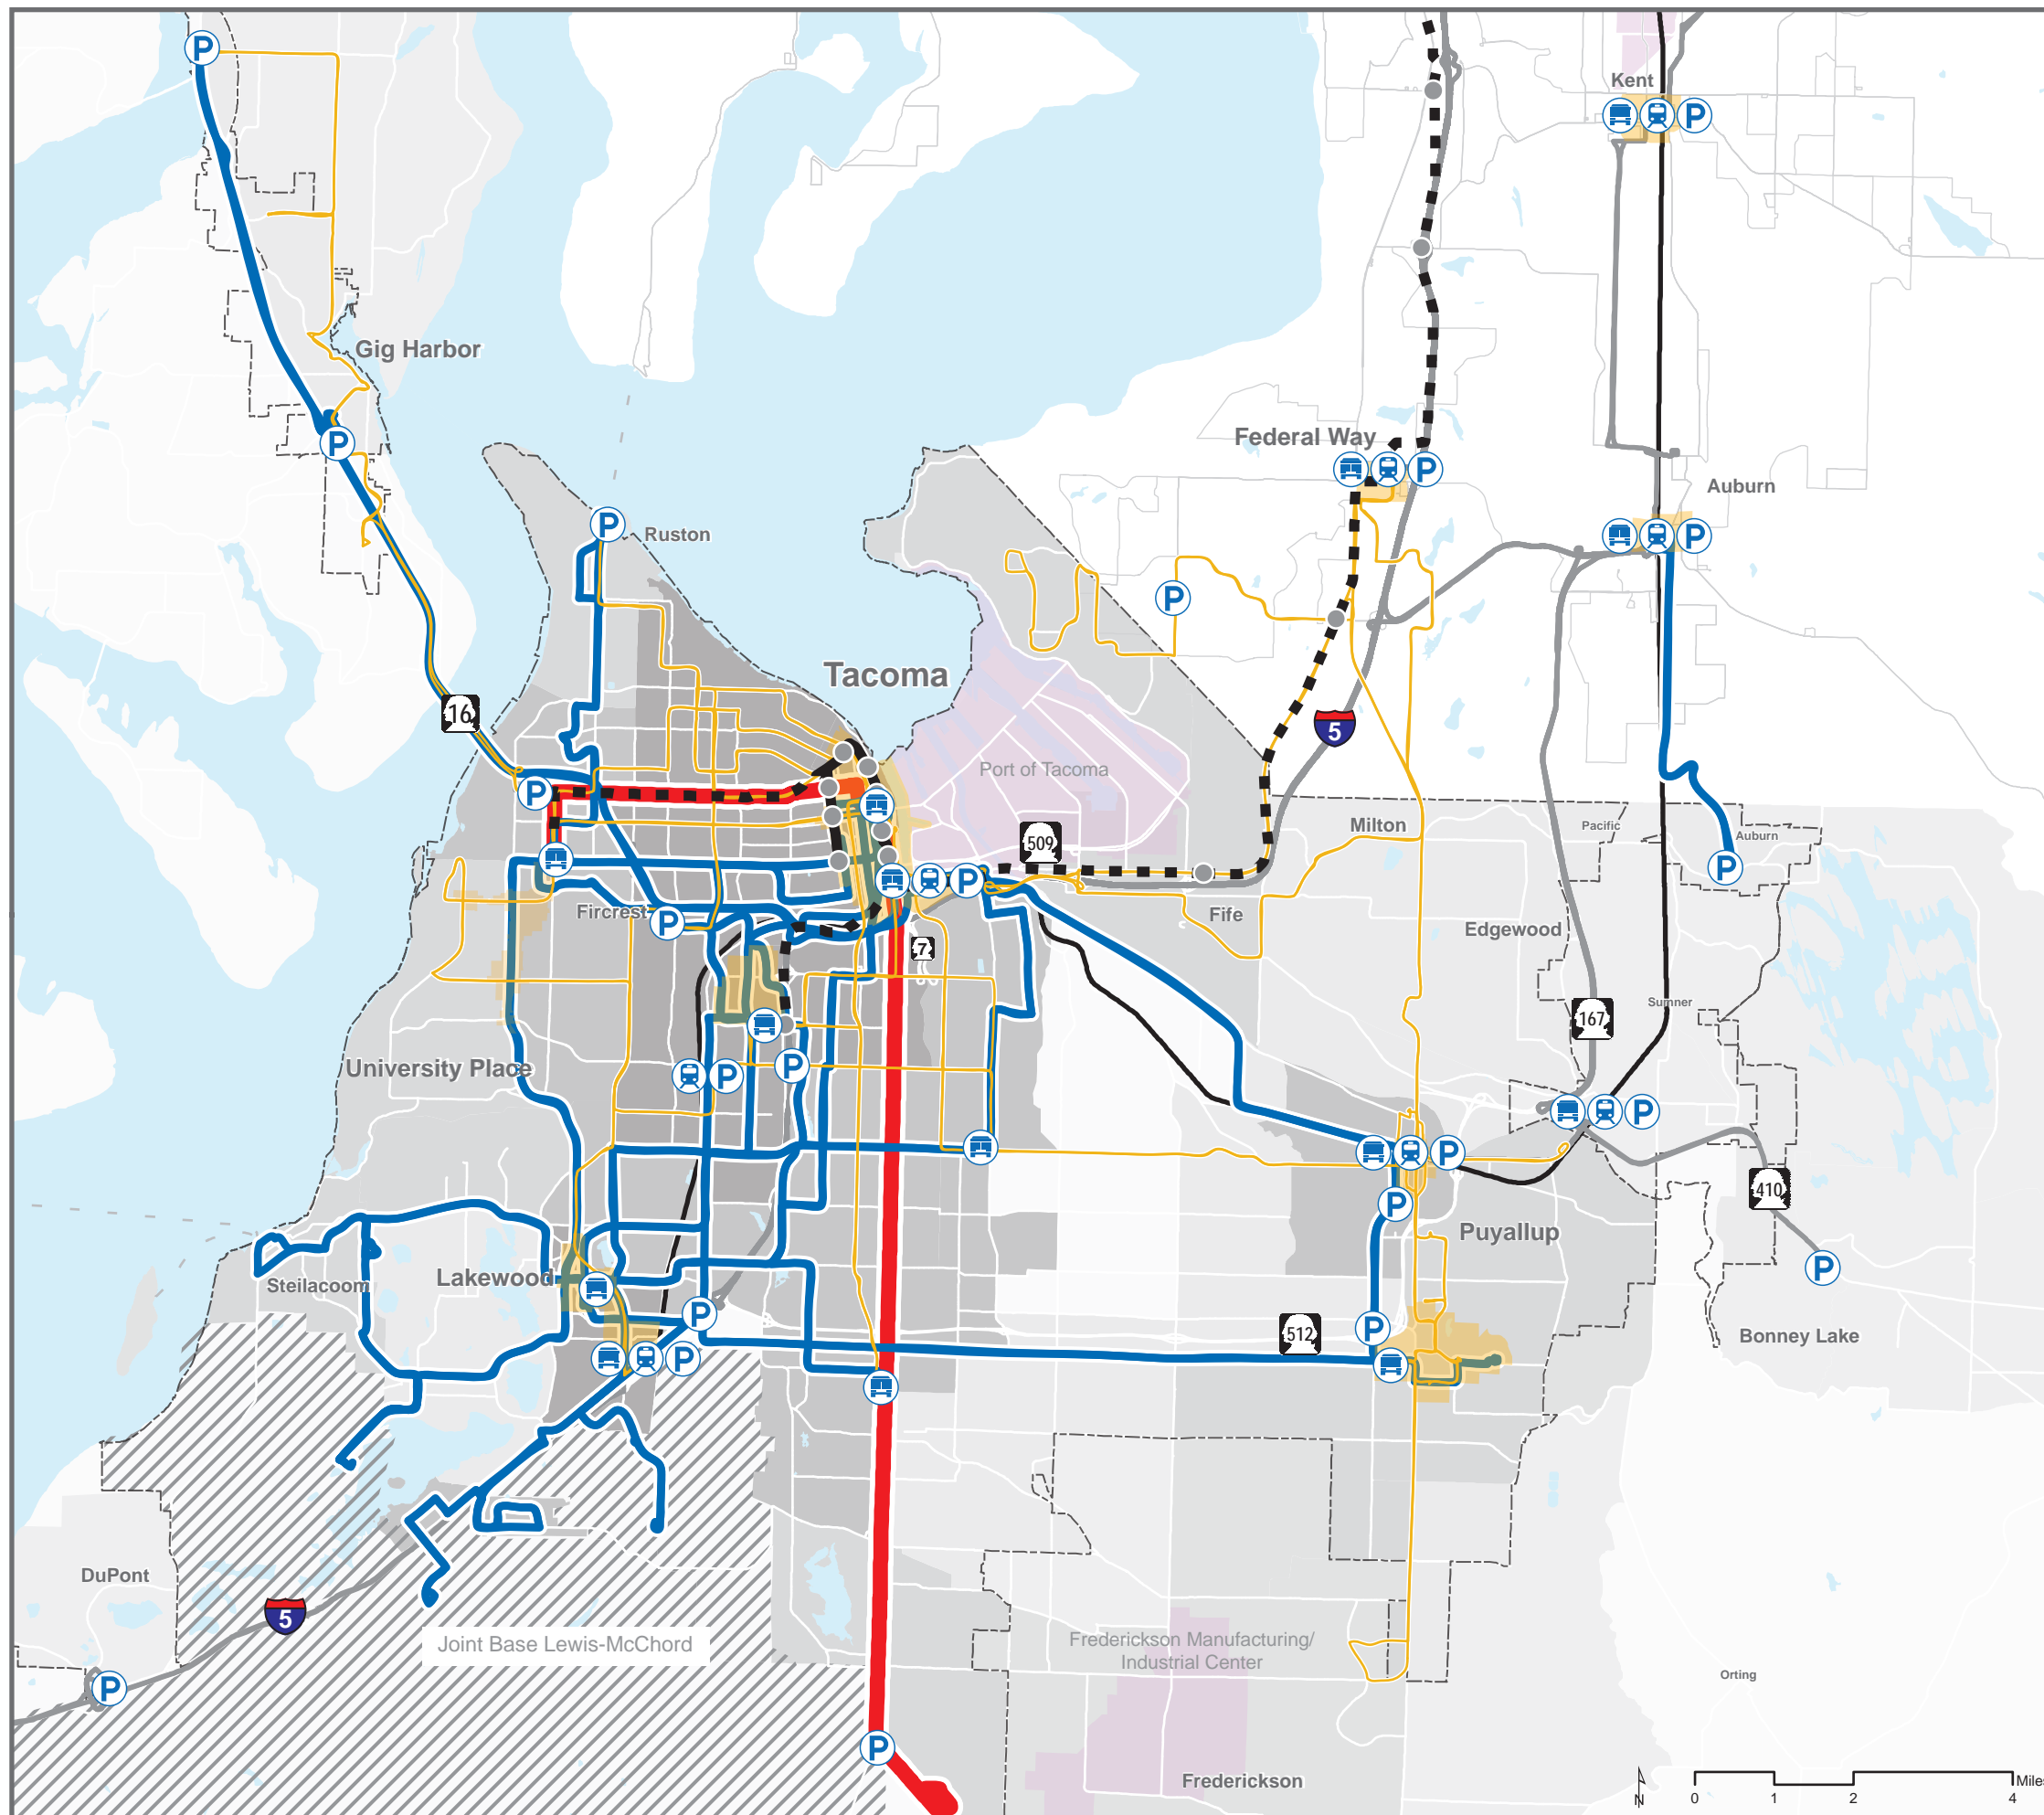 P
Kent
P
Gig Harbor
P
Federal Way
P
Auburn
P
Ruston
P
P
Tacoma
16
5
Port of Tacoma
P
Milton
Pacific
Auburn
509
P
P
Fircrest
P
Fife
Edgewood
7
Sumner
167
University Place
P
P
P
P
410
P
Puyallup
P
Steilacoom
Lakewood
P
P
512
P
Bonney Lake
P
DuPont
5
Joint Base Lewis-McChord
Frederickson Manufacturing/
Industrial Center
Orting
P
P
Frederickson
N
0 1 2 4
Miles